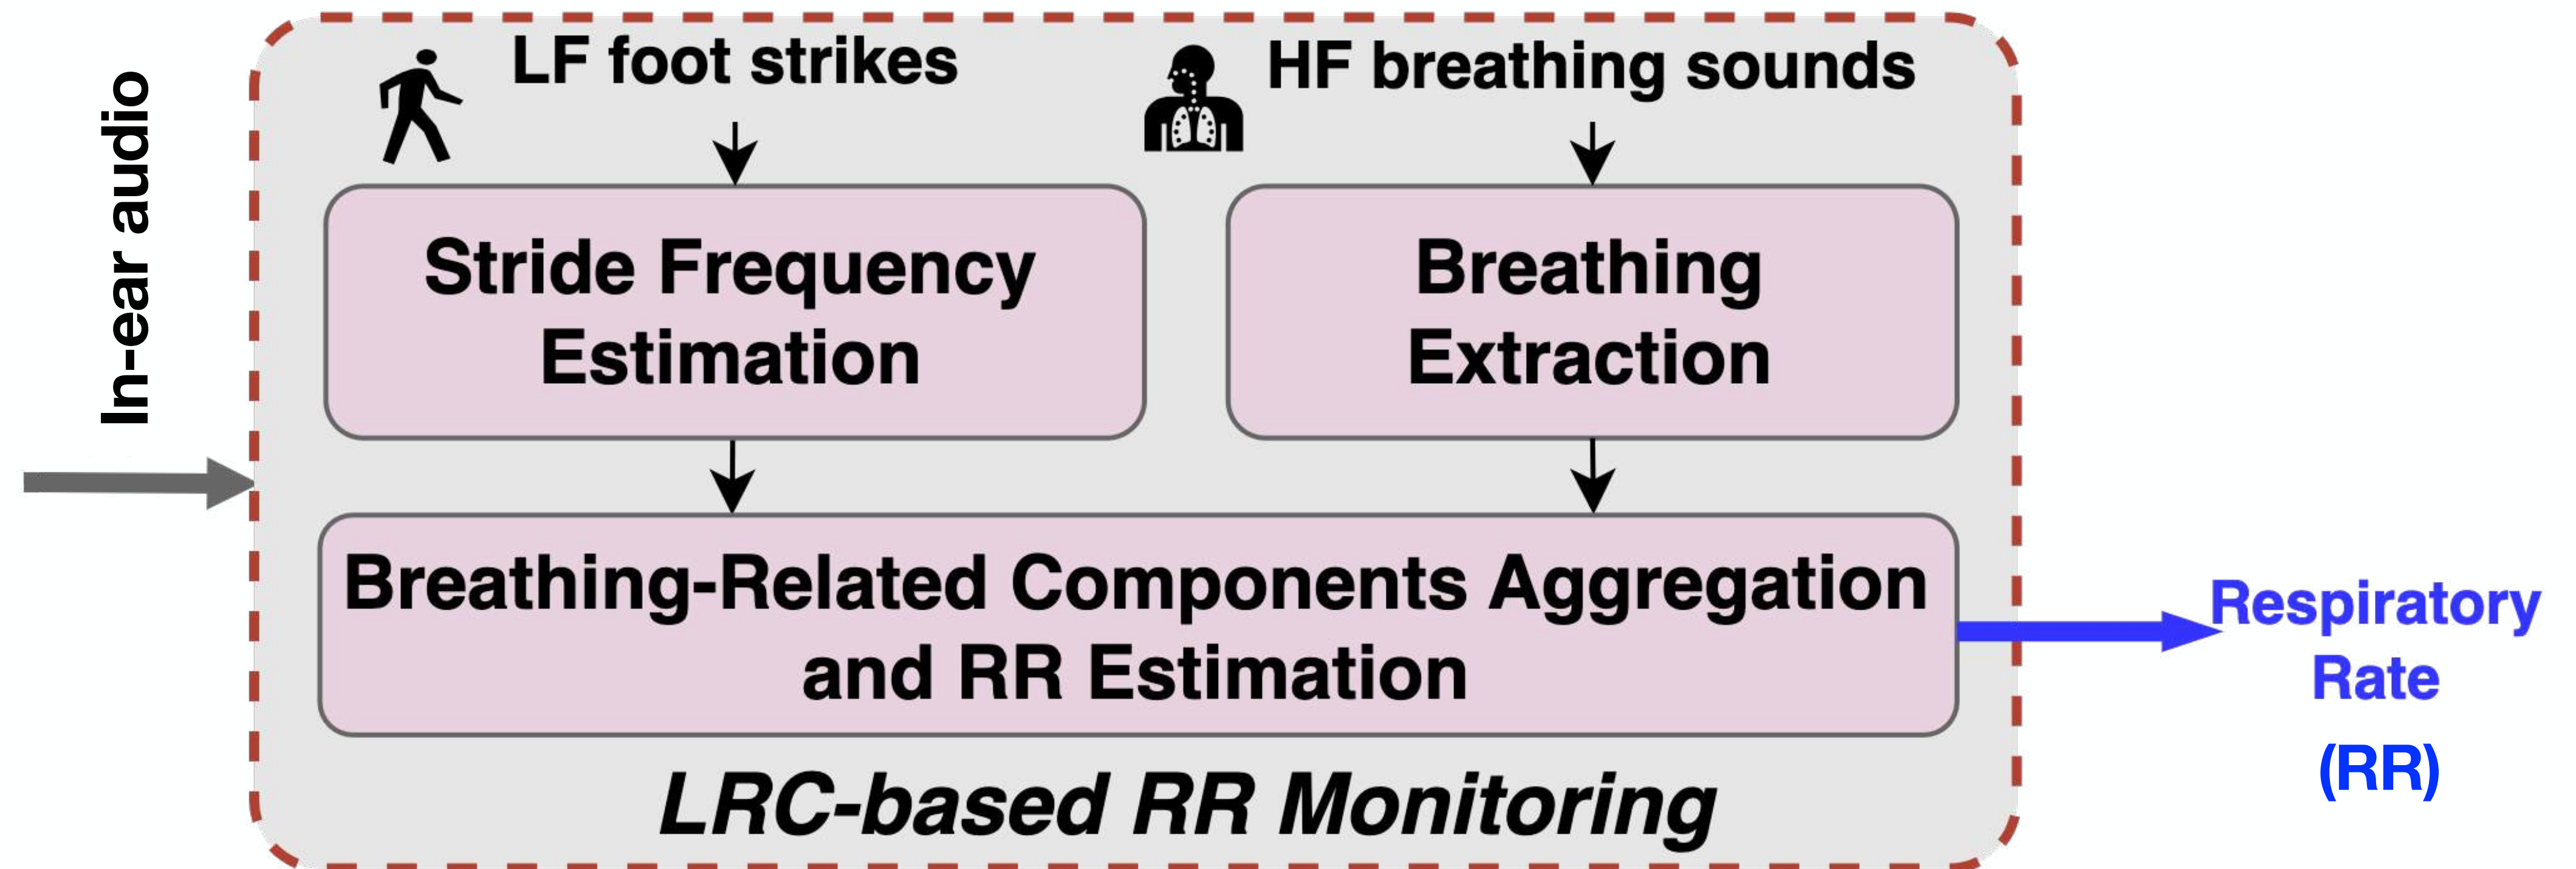 In-ear audio
LF foot strikes
HF breathing sounds
Stride Frequency
Estimation
Breathing
Extraction
Breathing-Related Components Aggregation
and RR Estimation
LRC-based RR Monitoring
Respiratory
Rate
(RR)